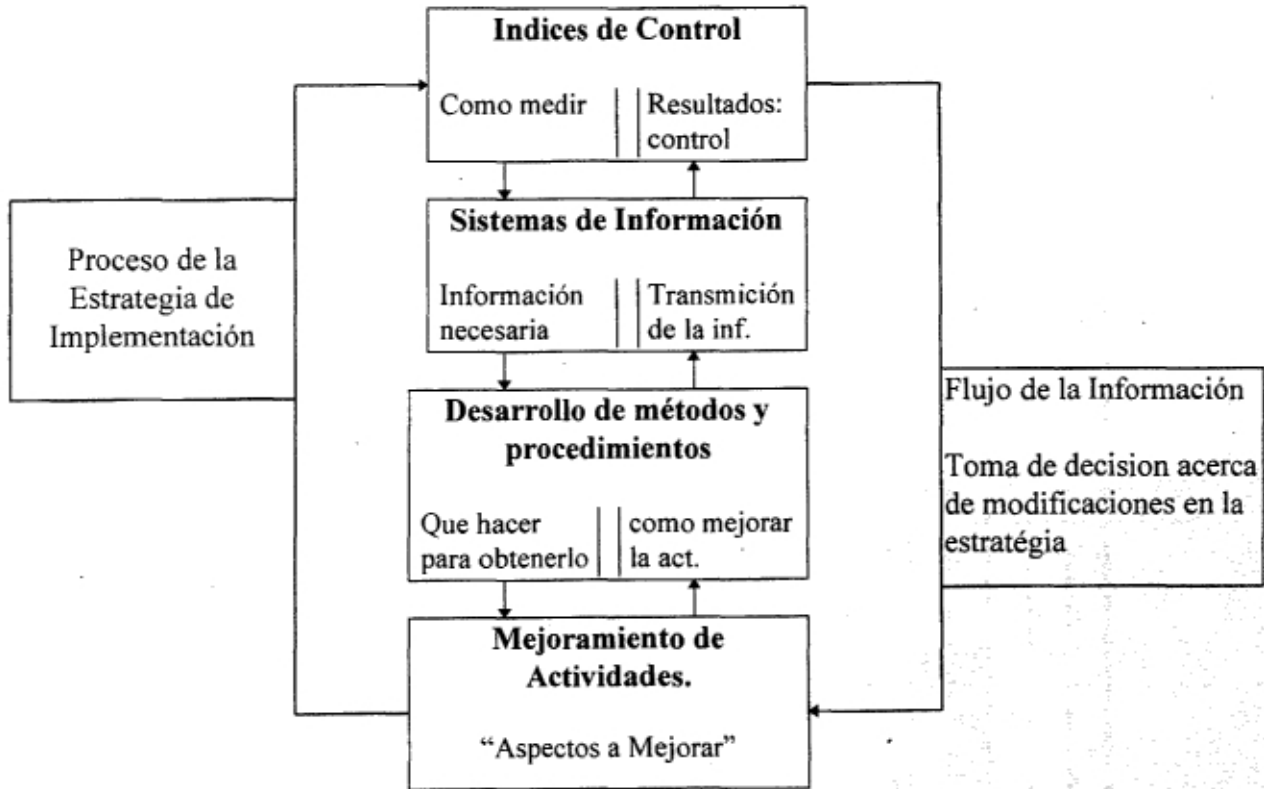 Indices de Control
Como medir
Resultados:
control
Sistemas de Información
Información
necesaria
Transmición
de la inf.
Desarrollo de métodos y
procedimientos
Que hacer
para obtenerlo
como mejorar
la act.
Mejoramiento de
Actividades.
“Aspectos a Mejorar”
Proceso de la
Estrategia de
Implementación
Flujo de la Información
Toma de decision acerca
de modificaciones en la
estratégia